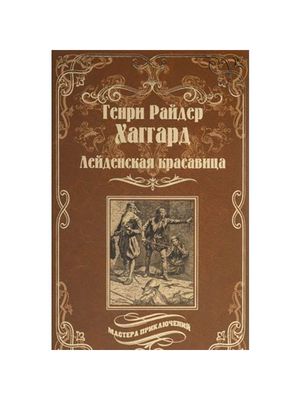 Генри Райдер
Хаггард
Лейденская красавица
МАСТЕРА ПРИКЛЮЧЕНИЙ